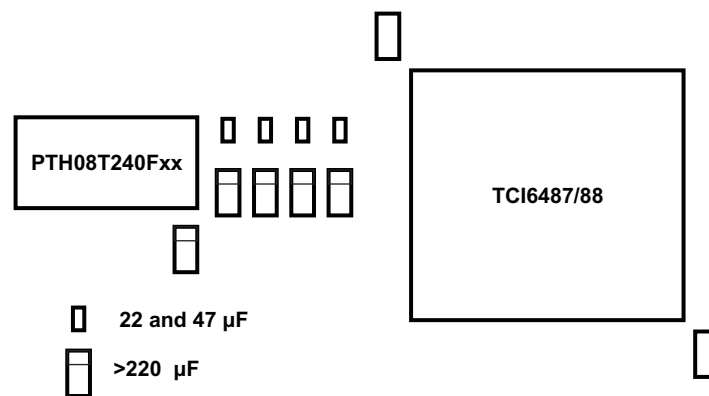 PTH08T240Fxx
TCI6487/88
22 and 47 µF
>220 µF